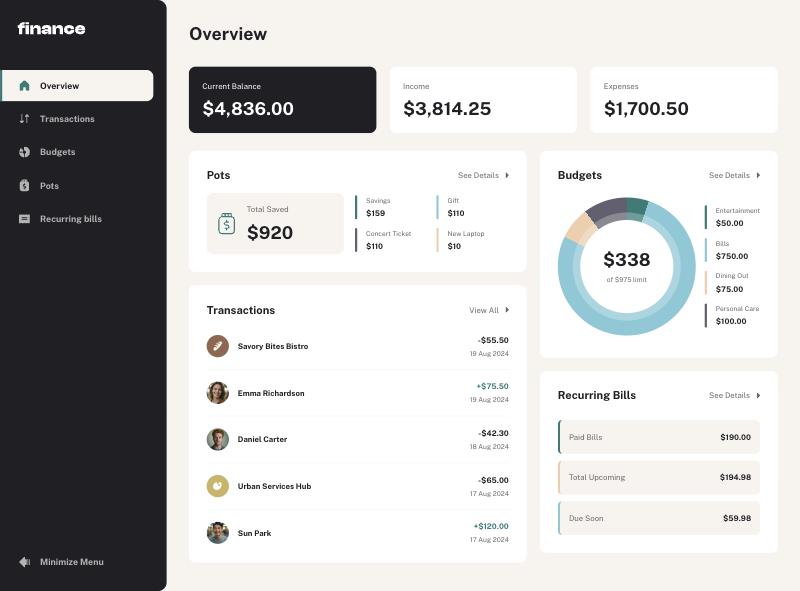 finance
Overview
Transactions
Budgets
Pots
Recurring bills
Minimize Menu
Overview
Current Balance
$4,836.00
Income
$3,814.25
Expenses
$1,700.50
Pots
See Details
Total Saved
$920
Savings
$159
Gift
$110
Concert Ticket
$110
New Laptop
$10
Transactions
View All
Savory Bites Bistro
-$55.50
19 Aug 2024
Emma Richardson
+$75.50
19 Aug 2024
Daniel Carter
-$42.30
18 Aug 2024
Urban Services Hub
-$65.00
17 Aug 2024
Sun Park
+$120.00
17 Aug 2024
Budgets
See Details
$338
of $975 limit
Entertainment
$50.00
Bills
$750.00
Dining Out
$75.00
Personal Care
$100.00
Recurring Bills
See Details
Paid Bills
$190.00
Total Upcoming
$194.98
Due Soon
$59.98